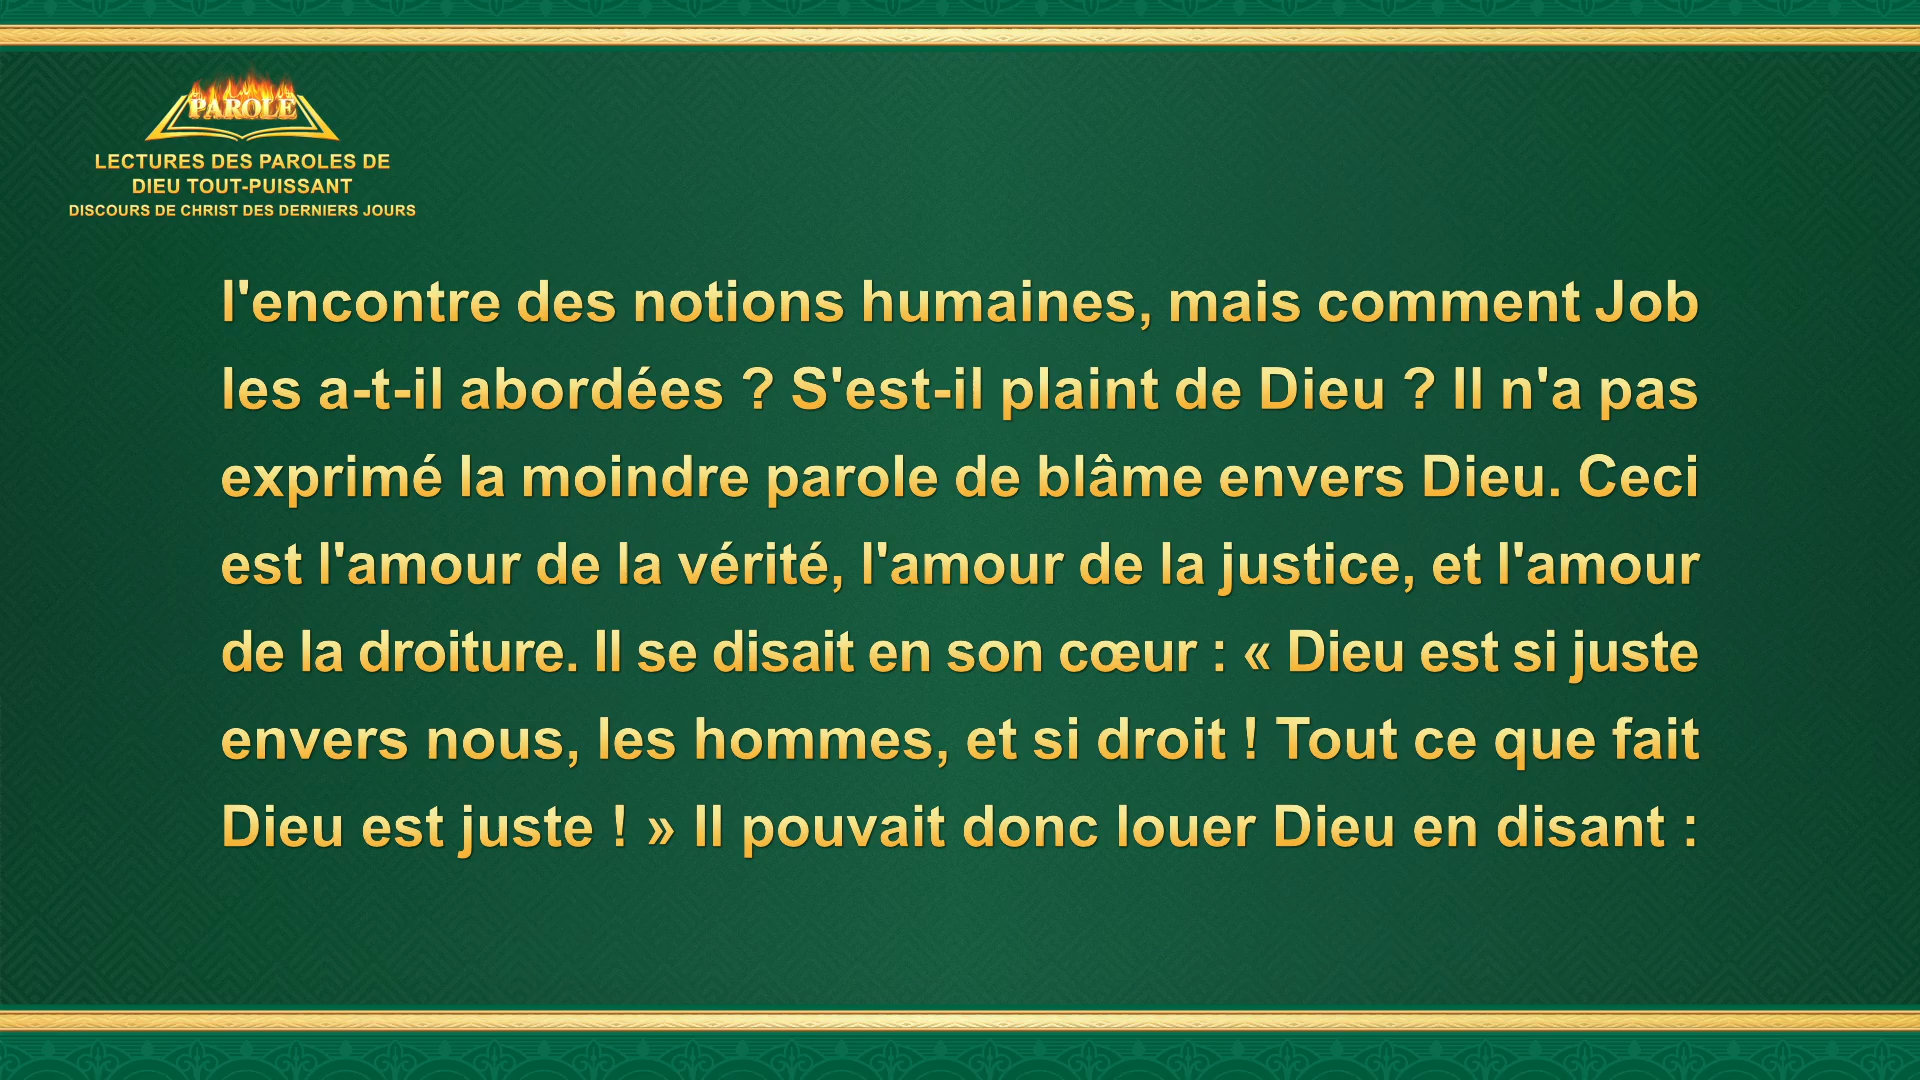 PAROLE
LECTURES DES PAROLES DE
DIEU TOUT-PUISSANT
DISCOURS DE CHRIST DES DERNIERS JOURS
l'encontre des notions humaines, mais comment Job
les a-t-il abordées ? S'est-il plaint de Dieu ? Il n'a pas
exprimé la moindre parole de blâme envers Dieu. Ceci
est l'amour de la vérité, l'amour de la justice, et l'amour
de la droiture. Il se disait en son cœur : « Dieu est si juste
envers nous, les hommes, et si droit ! Tout ce que fait
Dieu est juste ! » Il pouvait donc louer Dieu en disant :